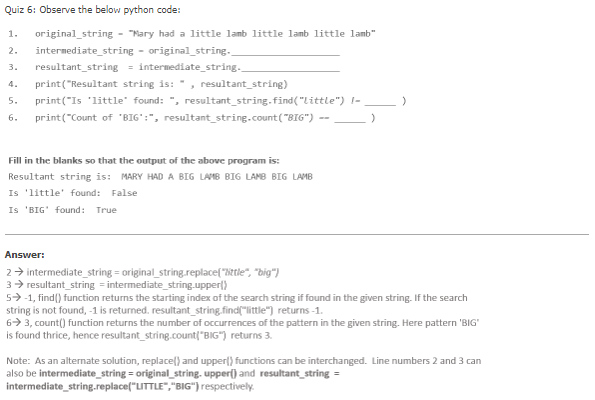 Quiz 6: Observe the below python code:
1. original_string = "Mary had a little lamb little lamb little lamb"
2. intermediate_string = original_string.____________________
3. resultant_string = intermediate_string.__________________
4. print("Resultant string is: " , resultant_string)
5. print("Is 'little' found: ", resultant_string.find("little") != ______ )
6. print("Count of 'BIG':", resultant_string.count("BIG") == ______ )
Fill in the blanks so that the output of the above program is:
Resultant string is: MARY HAD A BIG LAMB BIG LAMB BIG LAMB
Is 'little' found: False
Is 'BIG' found: True
Answer:
2→ intermediate_string = original_string.replace("little", "big")
3 → resultant_string = intermediate_string.upper()
5→ -1, find() function returns the starting index of the search string if found in the given string. If the search
string is not found, -1 is returned. resultant_string.find("little") returns -1.
6→ 3, count() function returns the number of occurrences of the pattern in the given string. Here pattern 'BIG'
is found thrice, hence resultant_string.count("BIG") returns 3.
Note: As an alternate solution, replace() and upper() functions can be interchanged. Line numbers 2 and 3 can
also be intermediate_string = original_string. upper() and resultant_string =
intermediate_string.replace("LITTLE","BIG") respectively.